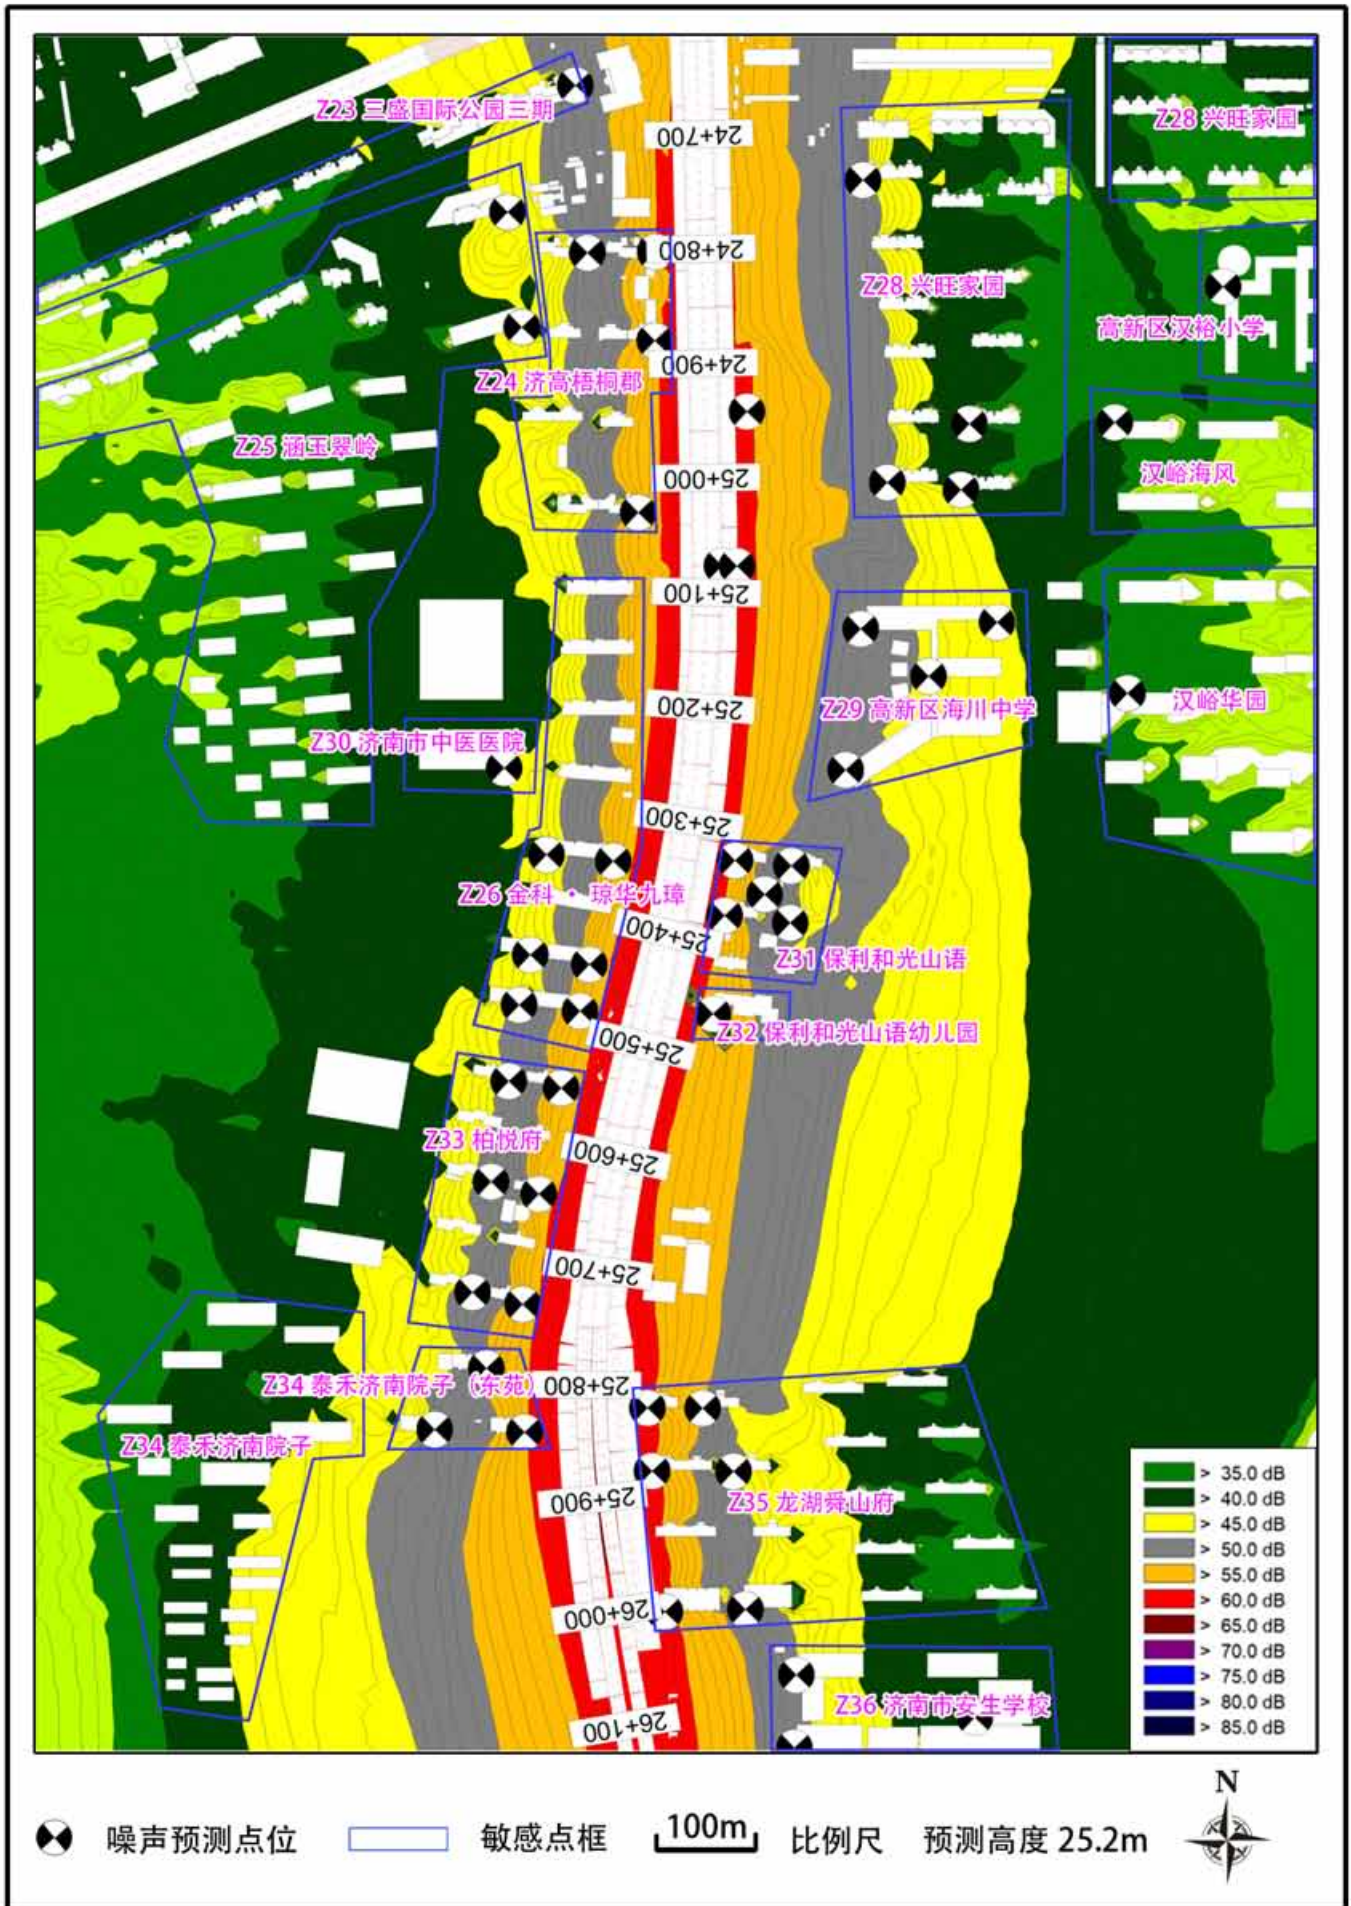 Z23 三盛国际公园三期
Z28 兴旺家园
24+700
24+800
Z28 兴旺家园
高新区汉裕小学
24+900
Z24 济高梧桐郡
Z25 涵玉翠岭
汉峪海风
25+000
25+100
25+200
汉峪华园
Z29 高新区海川中学
Z30 济南市中医医院
25+300
Z26 金科·琼华九璋
25+400
Z31 保利和光山语
Z32 保利和光山语幼儿园
25+500
Z33 柏悦府
25+600
25+700
Z34 泰禾济南院子（东苑）
25+800
Z34 泰禾济南院子
25+900
Z35 龙湖舜山府
26+000
Z36 济南市安生学校
26+100
> 35.0 dB
> 40.0 dB
> 45.0 dB
> 50.0 dB
> 55.0 dB
> 60.0 dB
> 65.0 dB
> 70.0 dB
> 75.0 dB
> 80.0 dB
> 85.0 dB
N
噪声预测点位 敏感点框 100m 比例尺 预测高度 25.2m